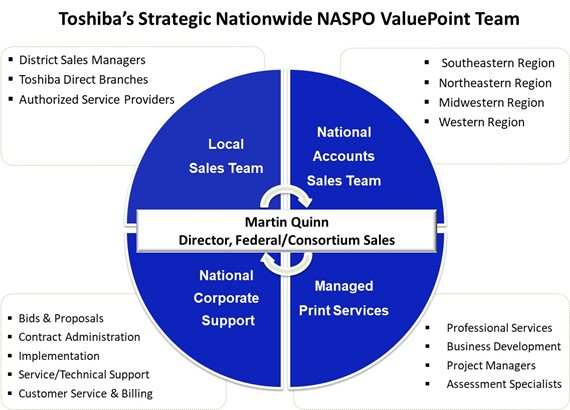 Toshiba's Strategic Nationwide NASPO ValuePoint Team
▪ District Sales Managers
▪ Toshiba Direct Branches
▪ Authorized Service Providers
▪ Southeastern Region
▪ Northeastern Region
▪ Midwestern Region
▪ Western Region
Local
Sales Team
National
Accounts
Sales Team
Martin Quinn
Director, Federal/Consortium Sales
National
Corporate
Support
Managed
Print Services
▪ Bids & Proposals
▪ Contract Administration
▪ Implementation
▪ Service/Technical Support
▪ Customer Service & Billing
▪ Professional Services
▪ Business Development
▪ Project Managers
▪ Assessment Specialists